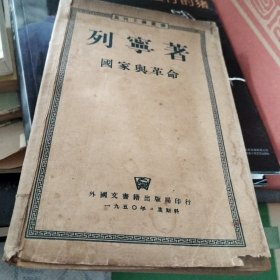 列寧著
國家與革命
外國文書籍出版局印行
一九五〇年·莫斯科